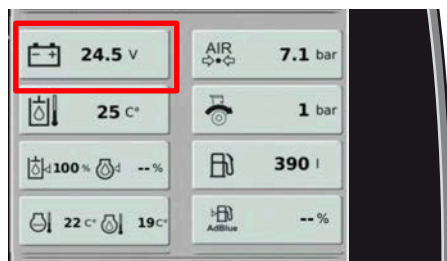 24.5 V
AIR 7.1 bar
25 C°
1 bar
100 % --%
390 l
22 C° 19C°
AdBlue --%